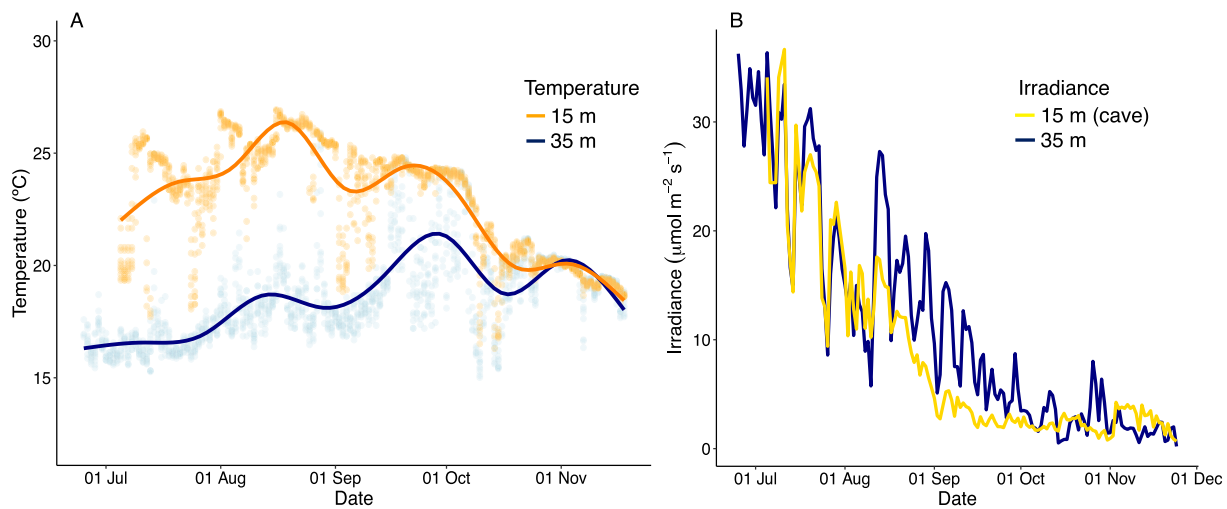 A
Temperature (ºC)
30
25
20
15
Temperature
15 m
35 m
01 Jul
01 Aug
01 Sep
01 Oct
01 Nov
Date
B
Irradiance (μmol m⁻² s⁻¹)
30
20
10
0
Irradiance
15 m (cave)
35 m
01 Jul
01 Aug
01 Sep
01 Oct
01 Nov
01 Dec
Date